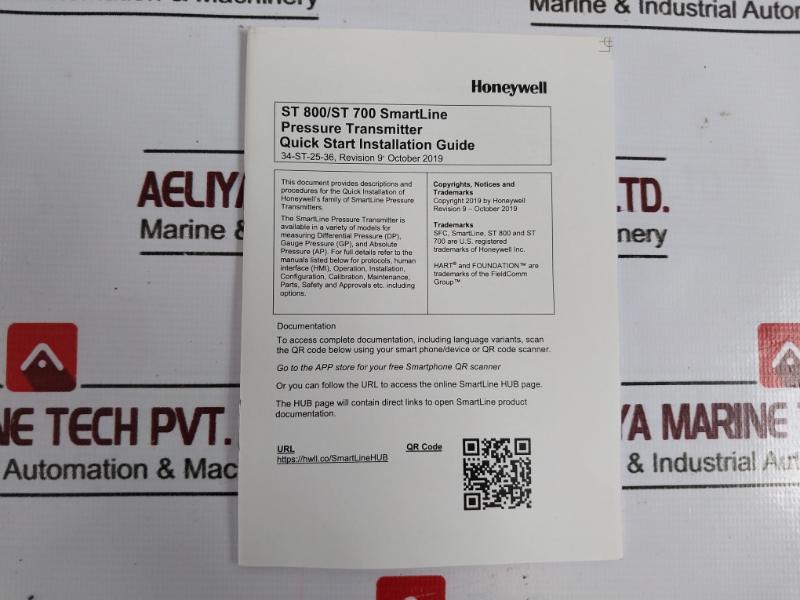 & Machinery
Marine & Industrial Autom
Honeywell
ST 800/ST 700 SmartLine
Pressure Transmitter
Quick Start Installation Guide
34-ST-25-36, Revision 9' October 2019
This document provides descriptions and
procedures for the Quick Installation of
Honeywell's family of SmartLine Pressure
Transmitters.
The SmartLine Pressure Transmitter is
available in a variety of models for
measuring Differential Pressure (DP),
Gauge Pressure (GP), and Absolute
Pressure (AP). For full details refer to the
manuals listed below for protocols, human
interface (HMI), Operation, Installation,
Configuration, Calibration, Maintenance,
Parts, Safety and Approvals etc. including
options.
Copyrights, Notices and
Trademarks
Copyright 2019 by Honeywell
Revision 9 – October 2019
Trademarks
SFC, SmartLine, ST 800 and ST
700 are U.S. registered
trademarks of Honeywell Inc.
HART® and FOUNDATION™ are
trademarks of the FieldComm
Group™
AELIYA
LTD.
Marine &
nery
Documentation
To access complete documentation, including language variants, scan
the QR code below using your smart phone/device or QR code scanner.
Go to the APP store for your free Smartphone QR scanner
Or you can follow the URL to access the online SmartLine HUB page.
The HUB page will contain direct links to open SmartLine product
documentation.
URL
QR Code
https://hwll.co/SmartLineHUB
NE TECH PVT.
YA MARINE T
Automation & Mac
& Industrial Aut